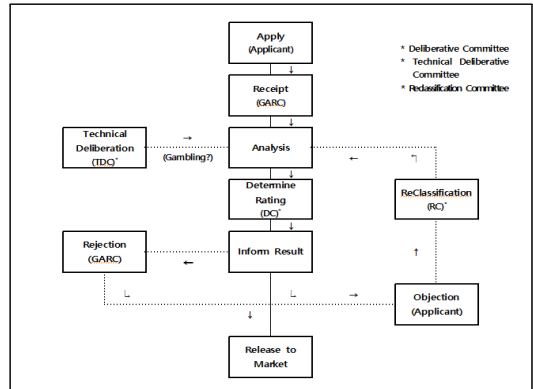 Apply
(Applicant)
* Deliberative Committee
* Technical Deliberative
Committee
* Redassification Committee
↓
Receipt
(GARC)
↓
Technical
Deliberation
(TDC)*
→
(Gambling?)
Analysis
←
↰
↓
Determine
Rating
(DC)*
ReClassification
(RC)*
↓
Rejection
(GARC)
←
Inform Result
↑
↳
↳
→
Objection
(Applicant)
↓
Release to
Market